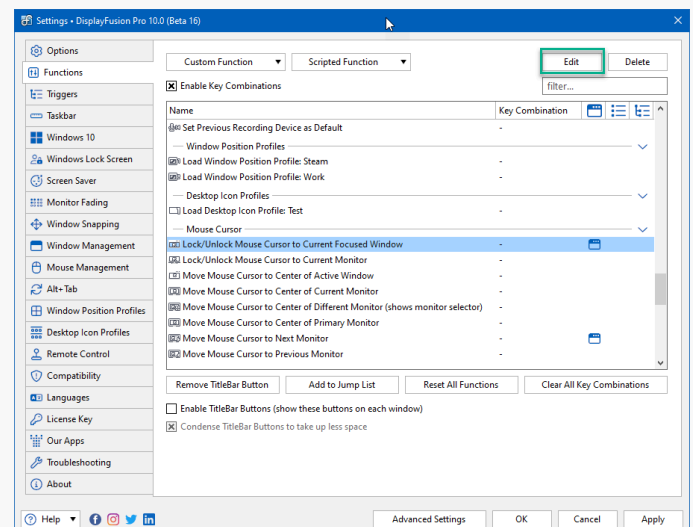 Settings • DisplayFusion Pro 10.0 (Beta 16)
Options
Functions
Triggers
Taskbar
Windows 10
Windows Lock Screen
Screen Saver
Monitor Fading
Window Snapping
Window Management
Mouse Management
Alt+Tab
Window Position Profiles
Desktop Icon Profiles
Remote Control
Compatibility
Languages
License Key
Our Apps
Troubleshooting
About
Custom Function Scripted Function Edit Delete
Enable Key Combinations filter...
Name Key Combination
Set Previous Recording Device as Default -
Window Position Profiles
Load Window Position Profile: Steam -
Load Window Position Profile: Work -
Desktop Icon Profiles
Load Desktop Icon Profile: Test -
Mouse Cursor
Lock/Unlock Mouse Cursor to Current Focused Window -
Lock/Unlock Mouse Cursor to Current Monitor -
Move Mouse Cursor to Center of Active Window -
Move Mouse Cursor to Center of Current Monitor -
Move Mouse Cursor to Center of Different Monitor (shows monitor selector) -
Move Mouse Cursor to Center of Primary Monitor -
Move Mouse Cursor to Next Monitor -
Move Mouse Cursor to Previous Monitor -
Remove TitleBar Button Add to Jump List Reset All Functions Clear All Key Combinations
Enable TitleBar Buttons (show these buttons on each window)
Condense TitleBar Buttons to take up less space
Help Advanced Settings OK Cancel Apply